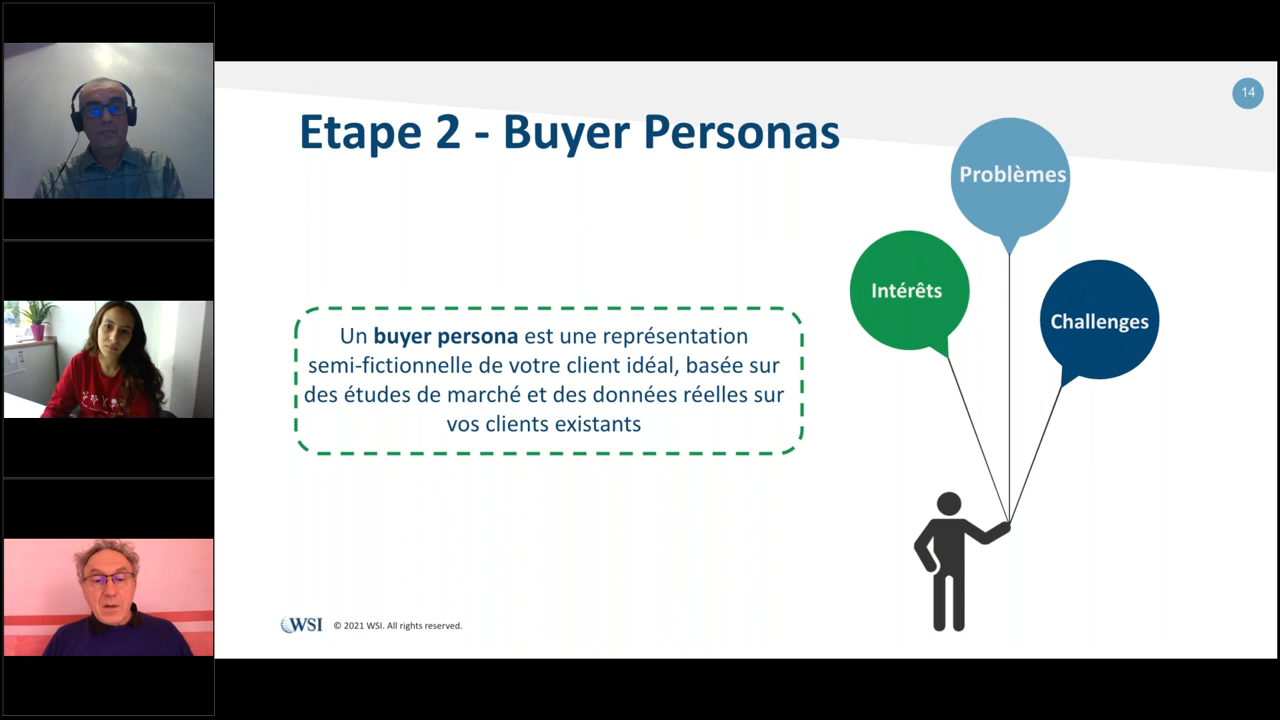 14
Etape 2 - Buyer Personas
Problèmes
Intérêts
Challenges
Un buyer persona est une représentation
semi-fictionnelle de votre client idéal, basée sur
des études de marché et des données réelles sur
vos clients existants
WSI © 2021 WSI. All rights reserved.